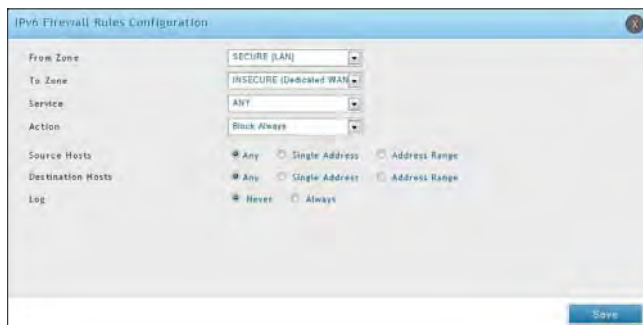 IPv6 Firewall Rules Configuration
X
From Zone SECURE (LAN)
To Zone INSECURE (Dedicated WAN
Service ANY
Action Block Always
Source Hosts Any Single Address Address Range
Destination Hosts Any Single Address Address Range
Log Never Always
Save